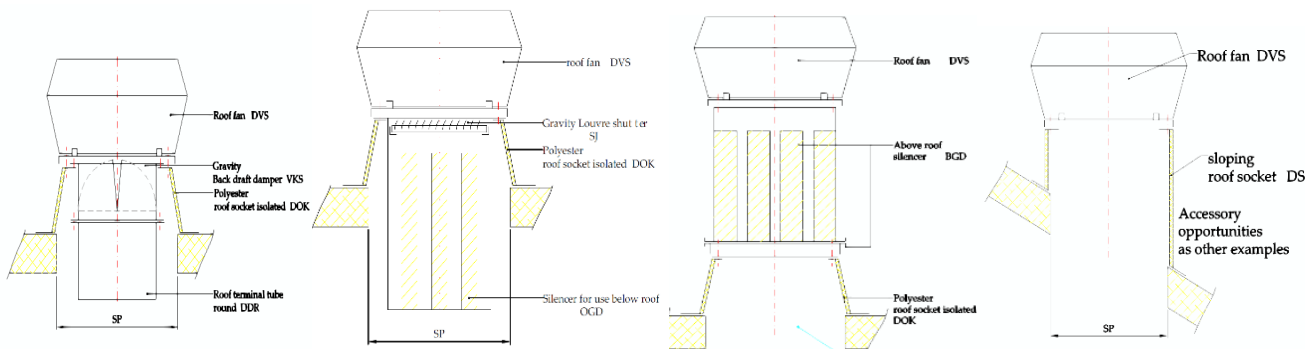 Roof fan DVS
Gravity
Back draft damper VKS
Polyester
roof socket isolated DOK
Roof terminal tube
round DDR
SP
roof fan DVS
Gravity Louvre shut ter
SJ
Polyester
roof socket isolated DOK
Silencer for use below roof
OGD
SP
Roof fan DVS
Above roof
silencer BGD
Polyester
roof socket isolated
DOK
Roof fan DVS
sloping
roof socket DS
Accessory
opportunities
as other examples
SP